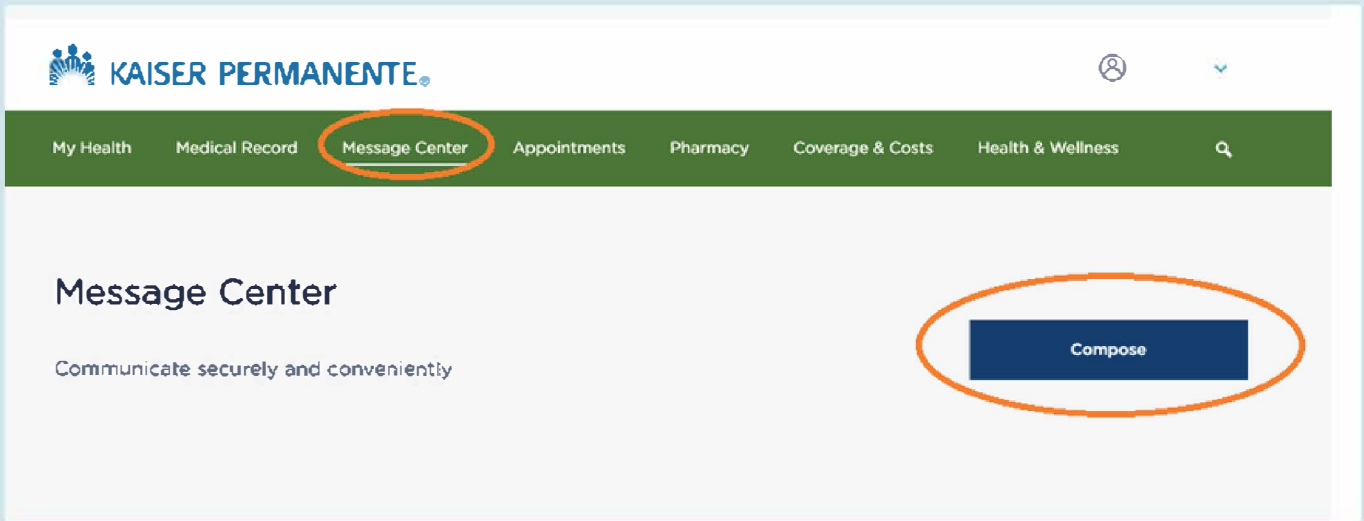 KAISER PERMANENTE®
My Health Medical Record Message Center Appointments Pharmacy Coverage & Costs Health & Wellness
Message Center
Compose
Communicate securely and conveniently